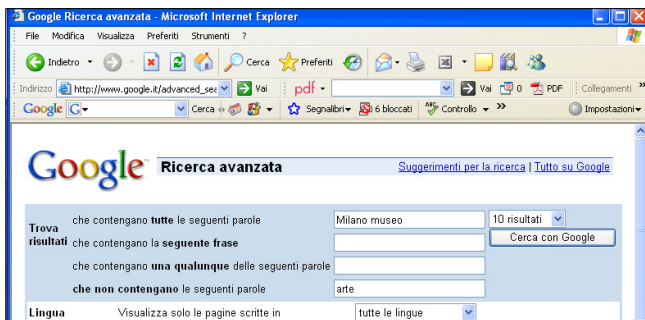 Google Ricerca avanzata - Microsoft Internet Explorer
File Modifica Visualizza Preferiti Strumenti ?
Indietro Cerca Preferiti
Indirizzo http://www.google.it/advanced_sea Vai pdf Vai 0 PDF Collegamenti »
Google G Cerca 6 bloccati Segnalibri ABC Controllo » Impostazioni
Google Ricerca avanzata Suggerimenti per la ricerca | Tutto su Google
Trova risultati
che contengano tutte le seguenti parole Milano museo 10 risultati
che contengano la seguente frase Cerca con Google
che contengano una qualunque delle seguenti parole
che non contengano le seguenti parole arte
Lingua Visualizza solo le pagine scritte in tutte le lingue